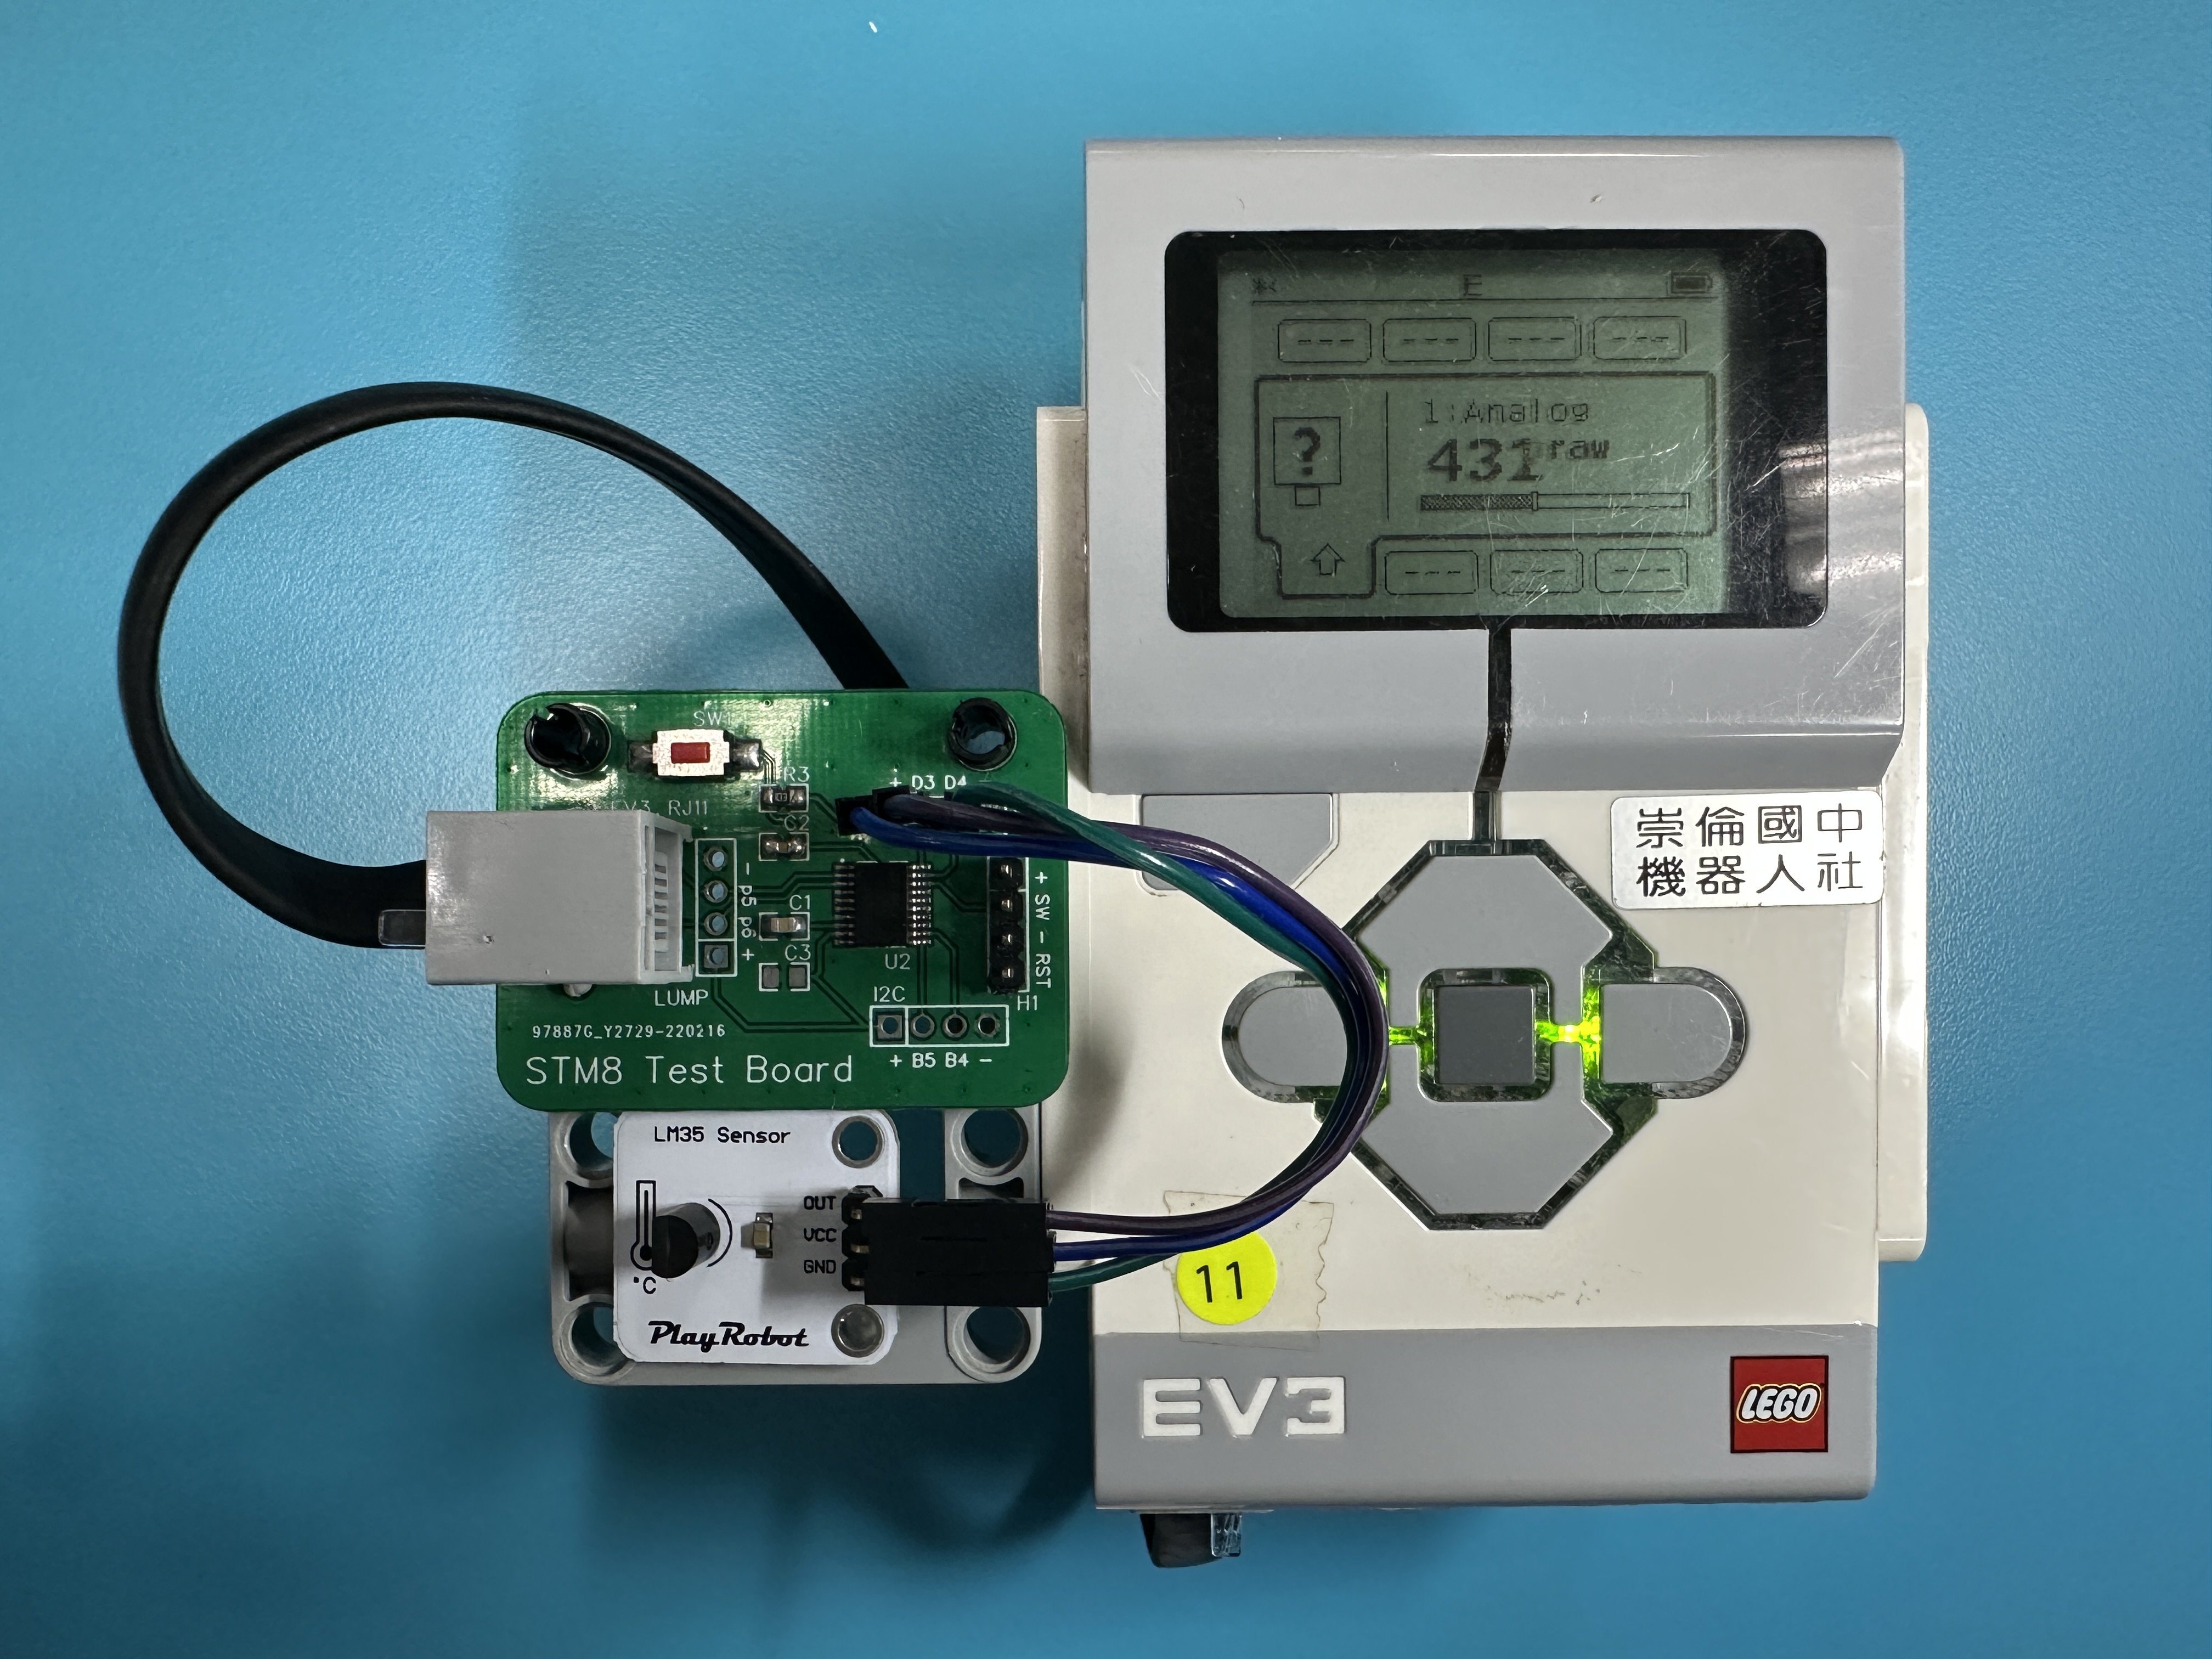 E
--- --- --- ---
1:Analog
?
431 raw
--- --- ---
崇倫國中
機器人社
11
EV3
LEGO
SW1
R3
+ D3 D4 -
EV3 RJ11
C2
- p5 p6 +
C1
C3
U2
+ SW - RST
H1
LUMP
I2C
97887G_Y2729-220216
+ B5 B4 -
STM8 Test Board
LM35 Sensor
OUT
VCC
GND
°C
PlayRobot